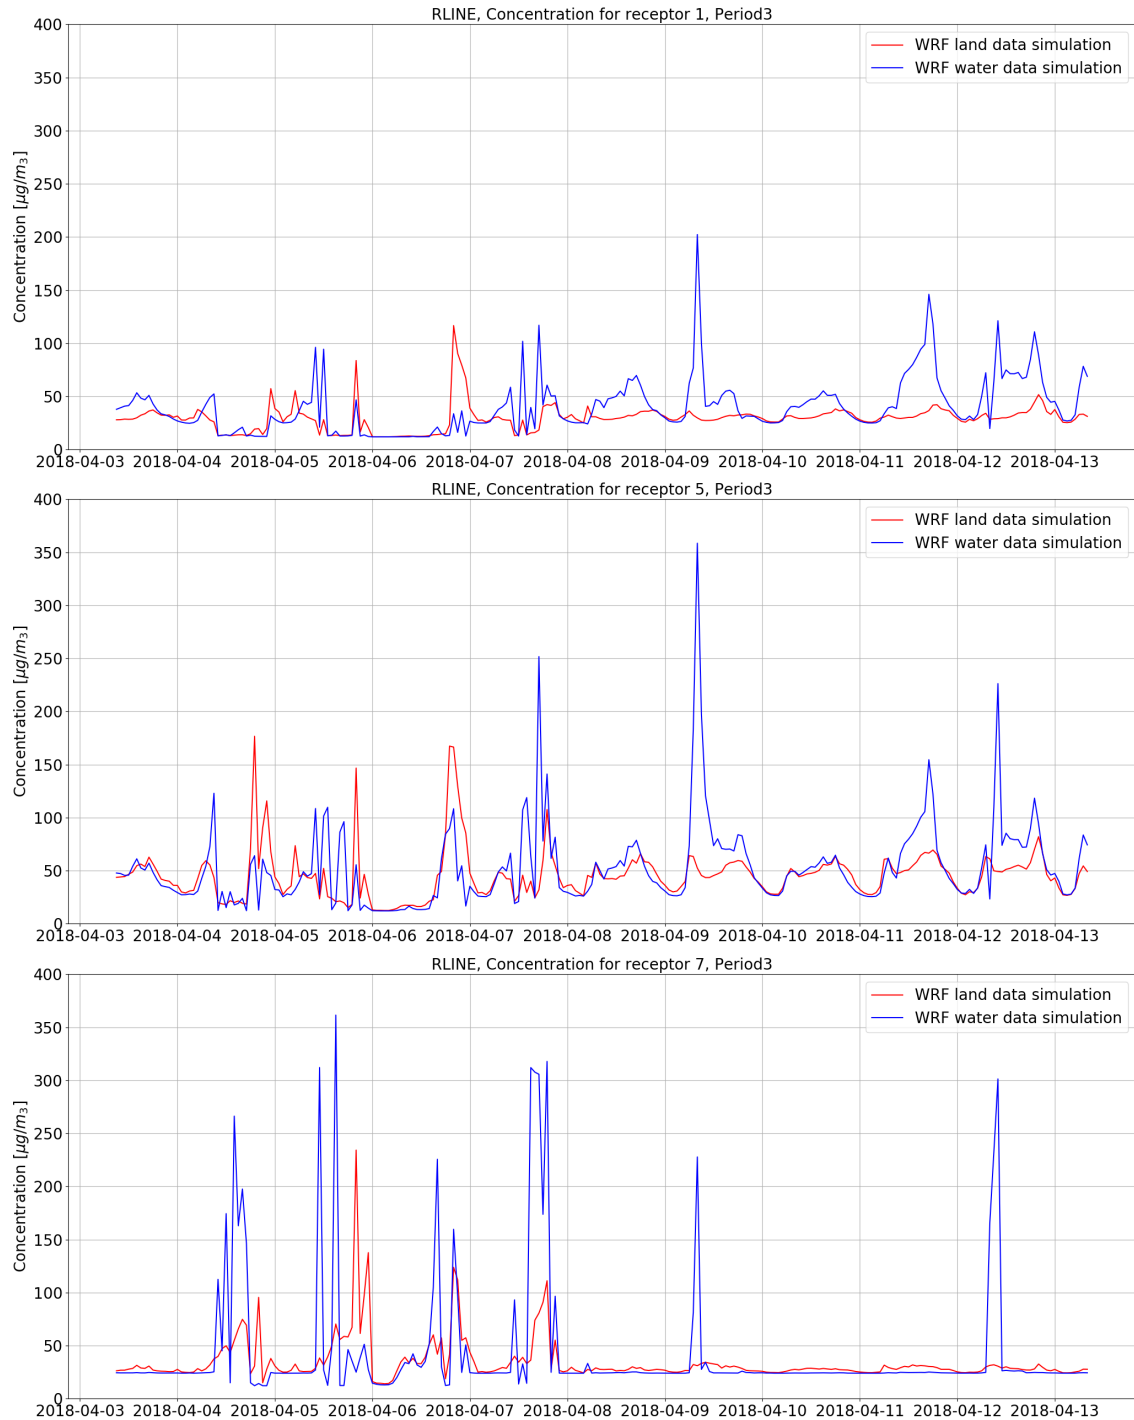 RLINE, Concentration for receptor 1, Period3
400
350
300
250
200
150
100
50
0
Concentration [μg/m₃]
WRF land data simulation
WRF water data simulation
2018-04-03 2018-04-04 2018-04-05 2018-04-06 2018-04-07 2018-04-08 2018-04-09 2018-04-10 2018-04-11 2018-04-12 2018-04-13
RLINE, Concentration for receptor 5, Period3
400
350
300
250
200
150
100
50
0
Concentration [μg/m₃]
WRF land data simulation
WRF water data simulation
2018-04-03 2018-04-04 2018-04-05 2018-04-06 2018-04-07 2018-04-08 2018-04-09 2018-04-10 2018-04-11 2018-04-12 2018-04-13
RLINE, Concentration for receptor 7, Period3
400
350
300
250
200
150
100
50
0
Concentration [μg/m₃]
WRF land data simulation
WRF water data simulation
2018-04-03 2018-04-04 2018-04-05 2018-04-06 2018-04-07 2018-04-08 2018-04-09 2018-04-10 2018-04-11 2018-04-12 2018-04-13